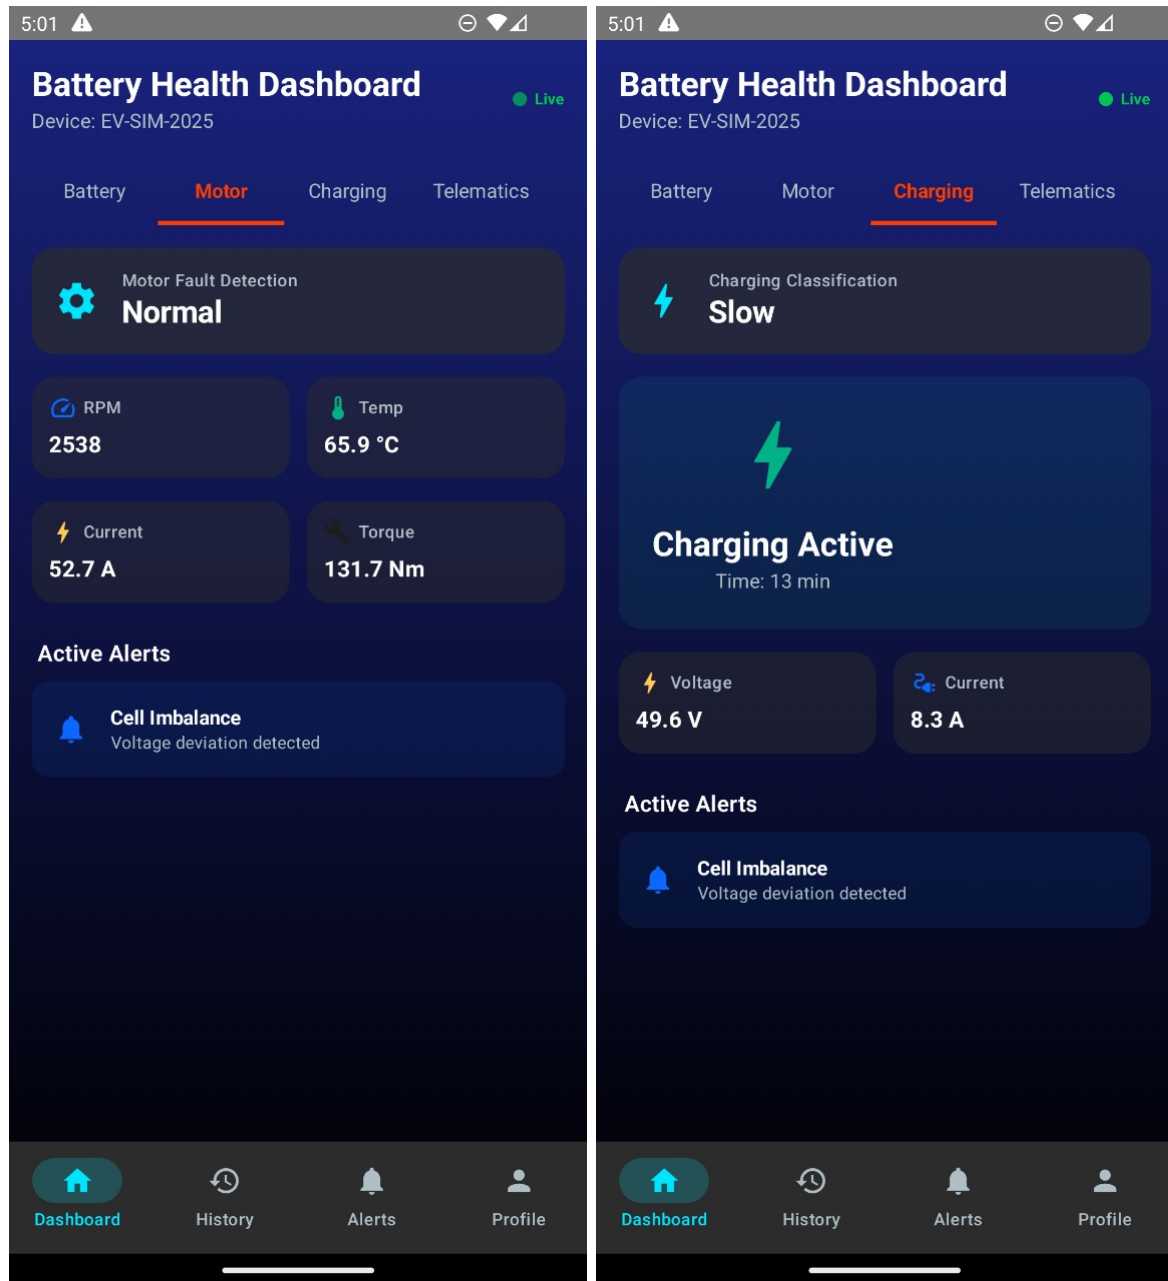 5:01
Battery Health Dashboard
Live
Device: EV-SIM-2025
Battery Motor Charging Telematics
Motor Fault Detection
Normal
RPM
2538
Temp
65.9 °C
Current
52.7 A
Torque
131.7 Nm
Active Alerts
Cell Imbalance
Voltage deviation detected
Dashboard History Alerts Profile
5:01
Battery Health Dashboard
Live
Device: EV-SIM-2025
Battery Motor Charging Telematics
Charging Classification
Slow
Charging Active
Time: 13 min
Voltage
49.6 V
Current
8.3 A
Active Alerts
Cell Imbalance
Voltage deviation detected
Dashboard History Alerts Profile